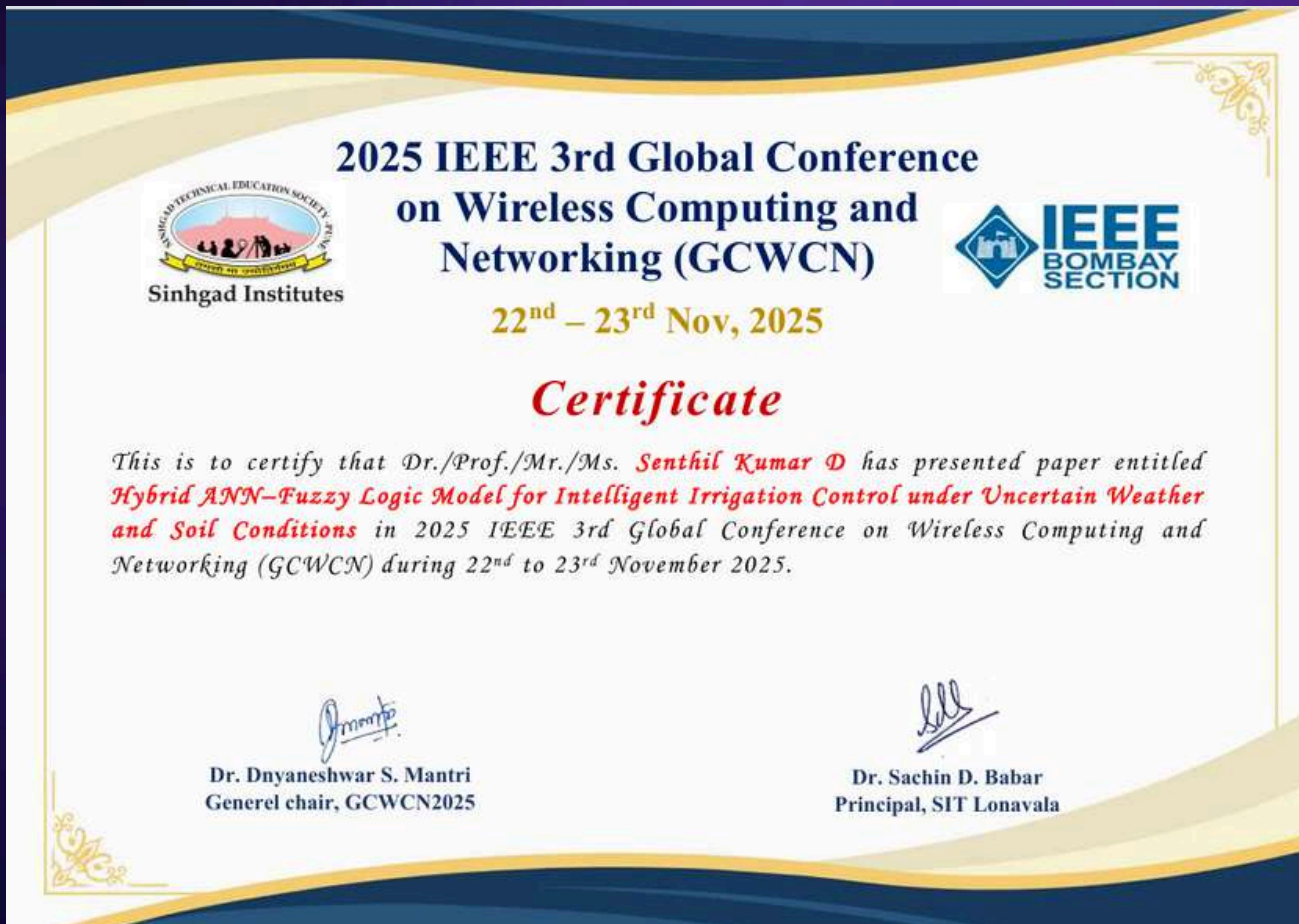 2025 IEEE 3rd Global Conference
on Wireless Computing and
Networking (GCWCN)
SINHGAD TECHNICAL EDUCATION SOCIETY
Sinhgad Institutes
IEEE
BOMBAY
SECTION
22nd – 23rd Nov, 2025
Certificate
This is to certify that Dr./Prof./Mr./Ms. Senthil Kumar D has presented paper entitled
Hybrid ANN–Fuzzy Logic Model for Intelligent Irrigation Control under Uncertain Weather
and Soil Conditions in 2025 IEEE 3rd Global Conference on Wireless Computing and
Networking (GCWCN) during 22nd to 23rd November 2025.
Dr. Dnyaneshwar S. Mantri
Generel chair, GCWCN2025
Dr. Sachin D. Babar
Principal, SIT Lonavala